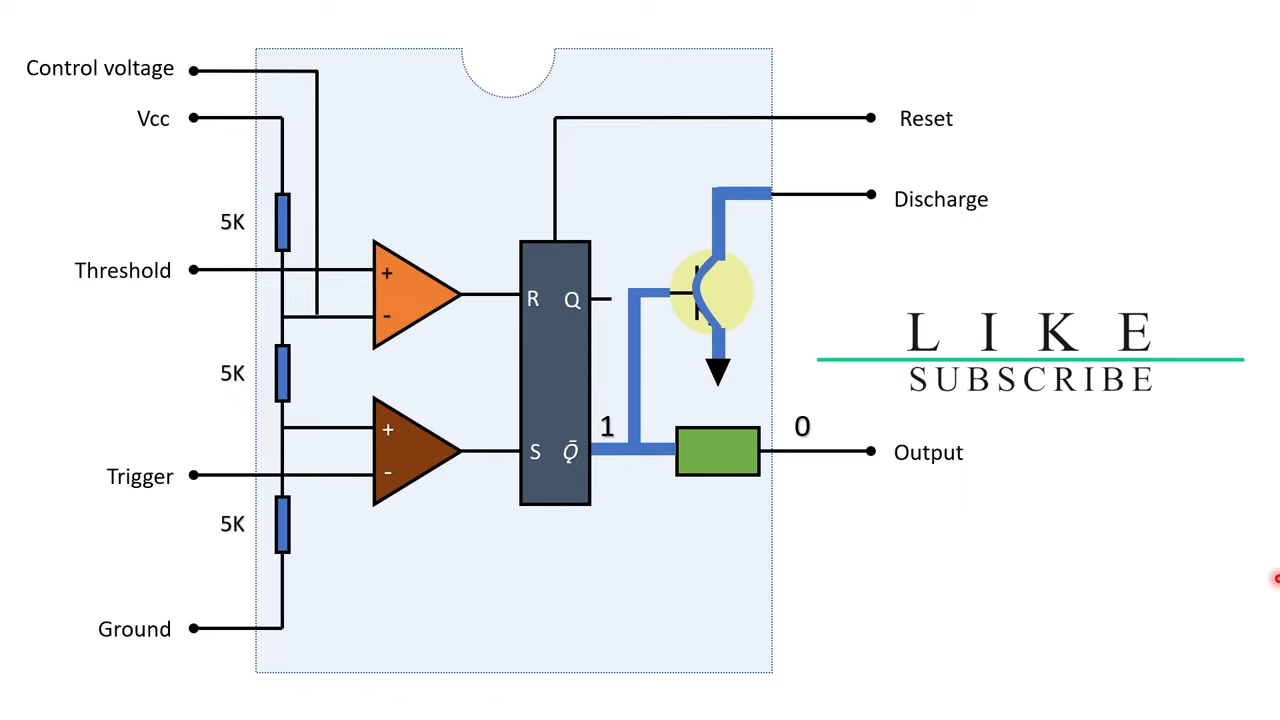 Control voltage
Vcc
Reset
Discharge
5K
Threshold
+
-
R Q
L I K E
SUBSCRIBE
5K
1
0
+
-
S Q̄
Output
Trigger
5K
Ground